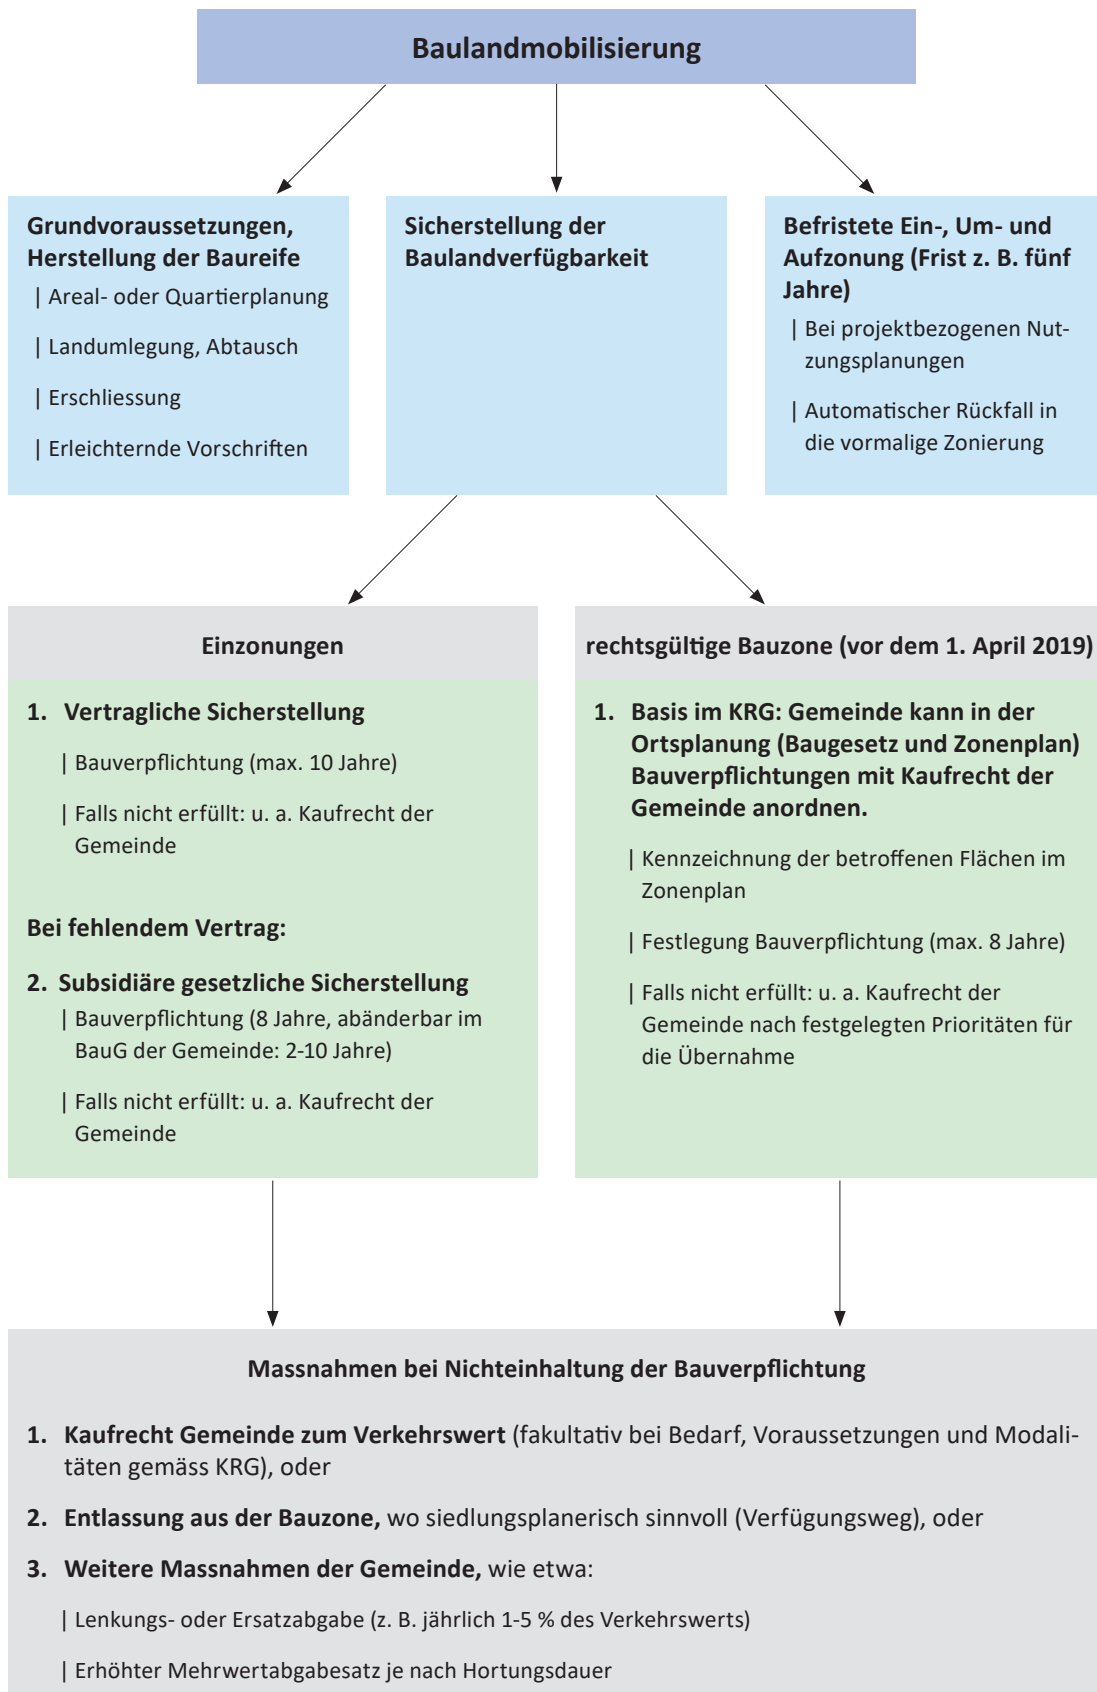 Baulandmobilisierung
Grundvoraussetzungen,
Herstellung der Baureife
| Areal- oder Quartierplanung
| Landumlegung, Abtausch
| Erschliessung
| Erleichternde Vorschriften
Sicherstellung der
Baulandverfügbarkeit
Befristete Ein-, Um- und
Aufzonung (Frist z. B. fünf
Jahre)
| Bei projektbezogenen Nut-
zungsplanungen
| Automatischer Rückfall in
die vormalige Zonierung
Einzonungen
1. Vertragliche Sicherstellung
| Bauverpflichtung (max. 10 Jahre)
| Falls nicht erfüllt: u. a. Kaufrecht der
Gemeinde
Bei fehlendem Vertrag:
2. Subsidiäre gesetzliche Sicherstellung
| Bauverpflichtung (8 Jahre, abänderbar im
BauG der Gemeinde: 2-10 Jahre)
| Falls nicht erfüllt: u. a. Kaufrecht der
Gemeinde
rechtsgültige Bauzone (vor dem 1. April 2019)
1. Basis im KRG: Gemeinde kann in der
Ortsplanung (Baugesetz und Zonenplan)
Bauverpflichtungen mit Kaufrecht der
Gemeinde anordnen.
| Kennzeichnung der betroffenen Flächen im
Zonenplan
| Festlegung Bauverpflichtung (max. 8 Jahre)
| Falls nicht erfüllt: u. a. Kaufrecht der
Gemeinde nach festgelegten Prioritäten für
die Übernahme
Massnahmen bei Nichteinhaltung der Bauverpflichtung
1. Kaufrecht Gemeinde zum Verkehrswert (fakultativ bei Bedarf, Voraussetzungen und Modali-
täten gemäss KRG), oder
2. Entlassung aus der Bauzone, wo siedlungsplanerisch sinnvoll (Verfügungsweg), oder
3. Weitere Massnahmen der Gemeinde, wie etwa:
| Lenkungs- oder Ersatzabgabe (z. B. jährlich 1-5 % des Verkehrswerts)
| Erhöhter Mehrwertabgabesatz je nach Hortungsdauer